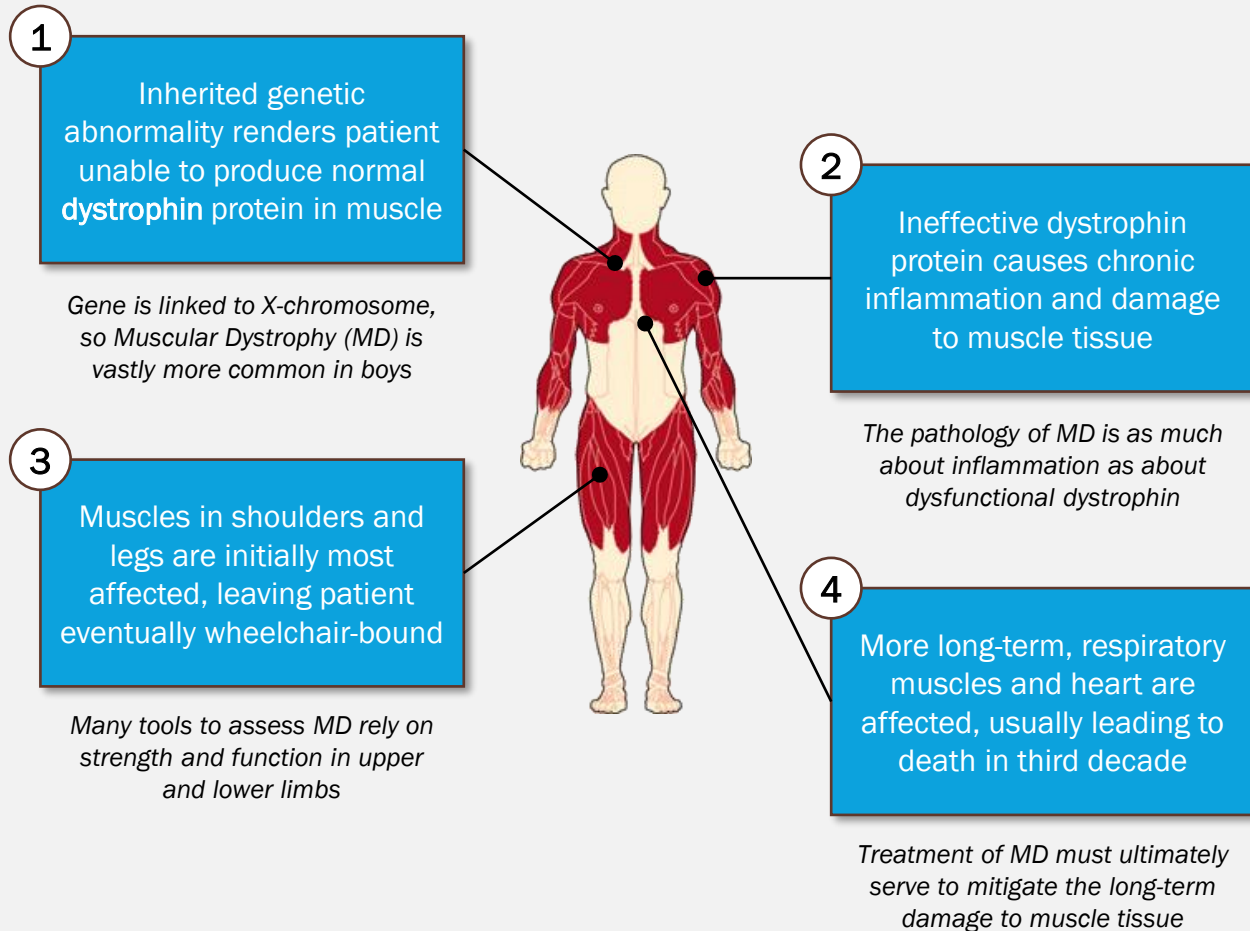 1
Inherited genetic
abnormality renders patient
unable to produce normal
dystrophin protein in muscle
Gene is linked to X-chromosome,
so Muscular Dystrophy (MD) is
vastly more common in boys
2
Ineffective dystrophin
protein causes chronic
inflammation and damage
to muscle tissue
The pathology of MD is as much
about inflammation as about
dysfunctional dystrophin
3
Muscles in shoulders and
legs are initially most
affected, leaving patient
eventually wheelchair-bound
Many tools to assess MD rely on
strength and function in upper
and lower limbs
4
More long-term, respiratory
muscles and heart are
affected, usually leading to
death in third decade
Treatment of MD must ultimately
serve to mitigate the long-term
damage to muscle tissue